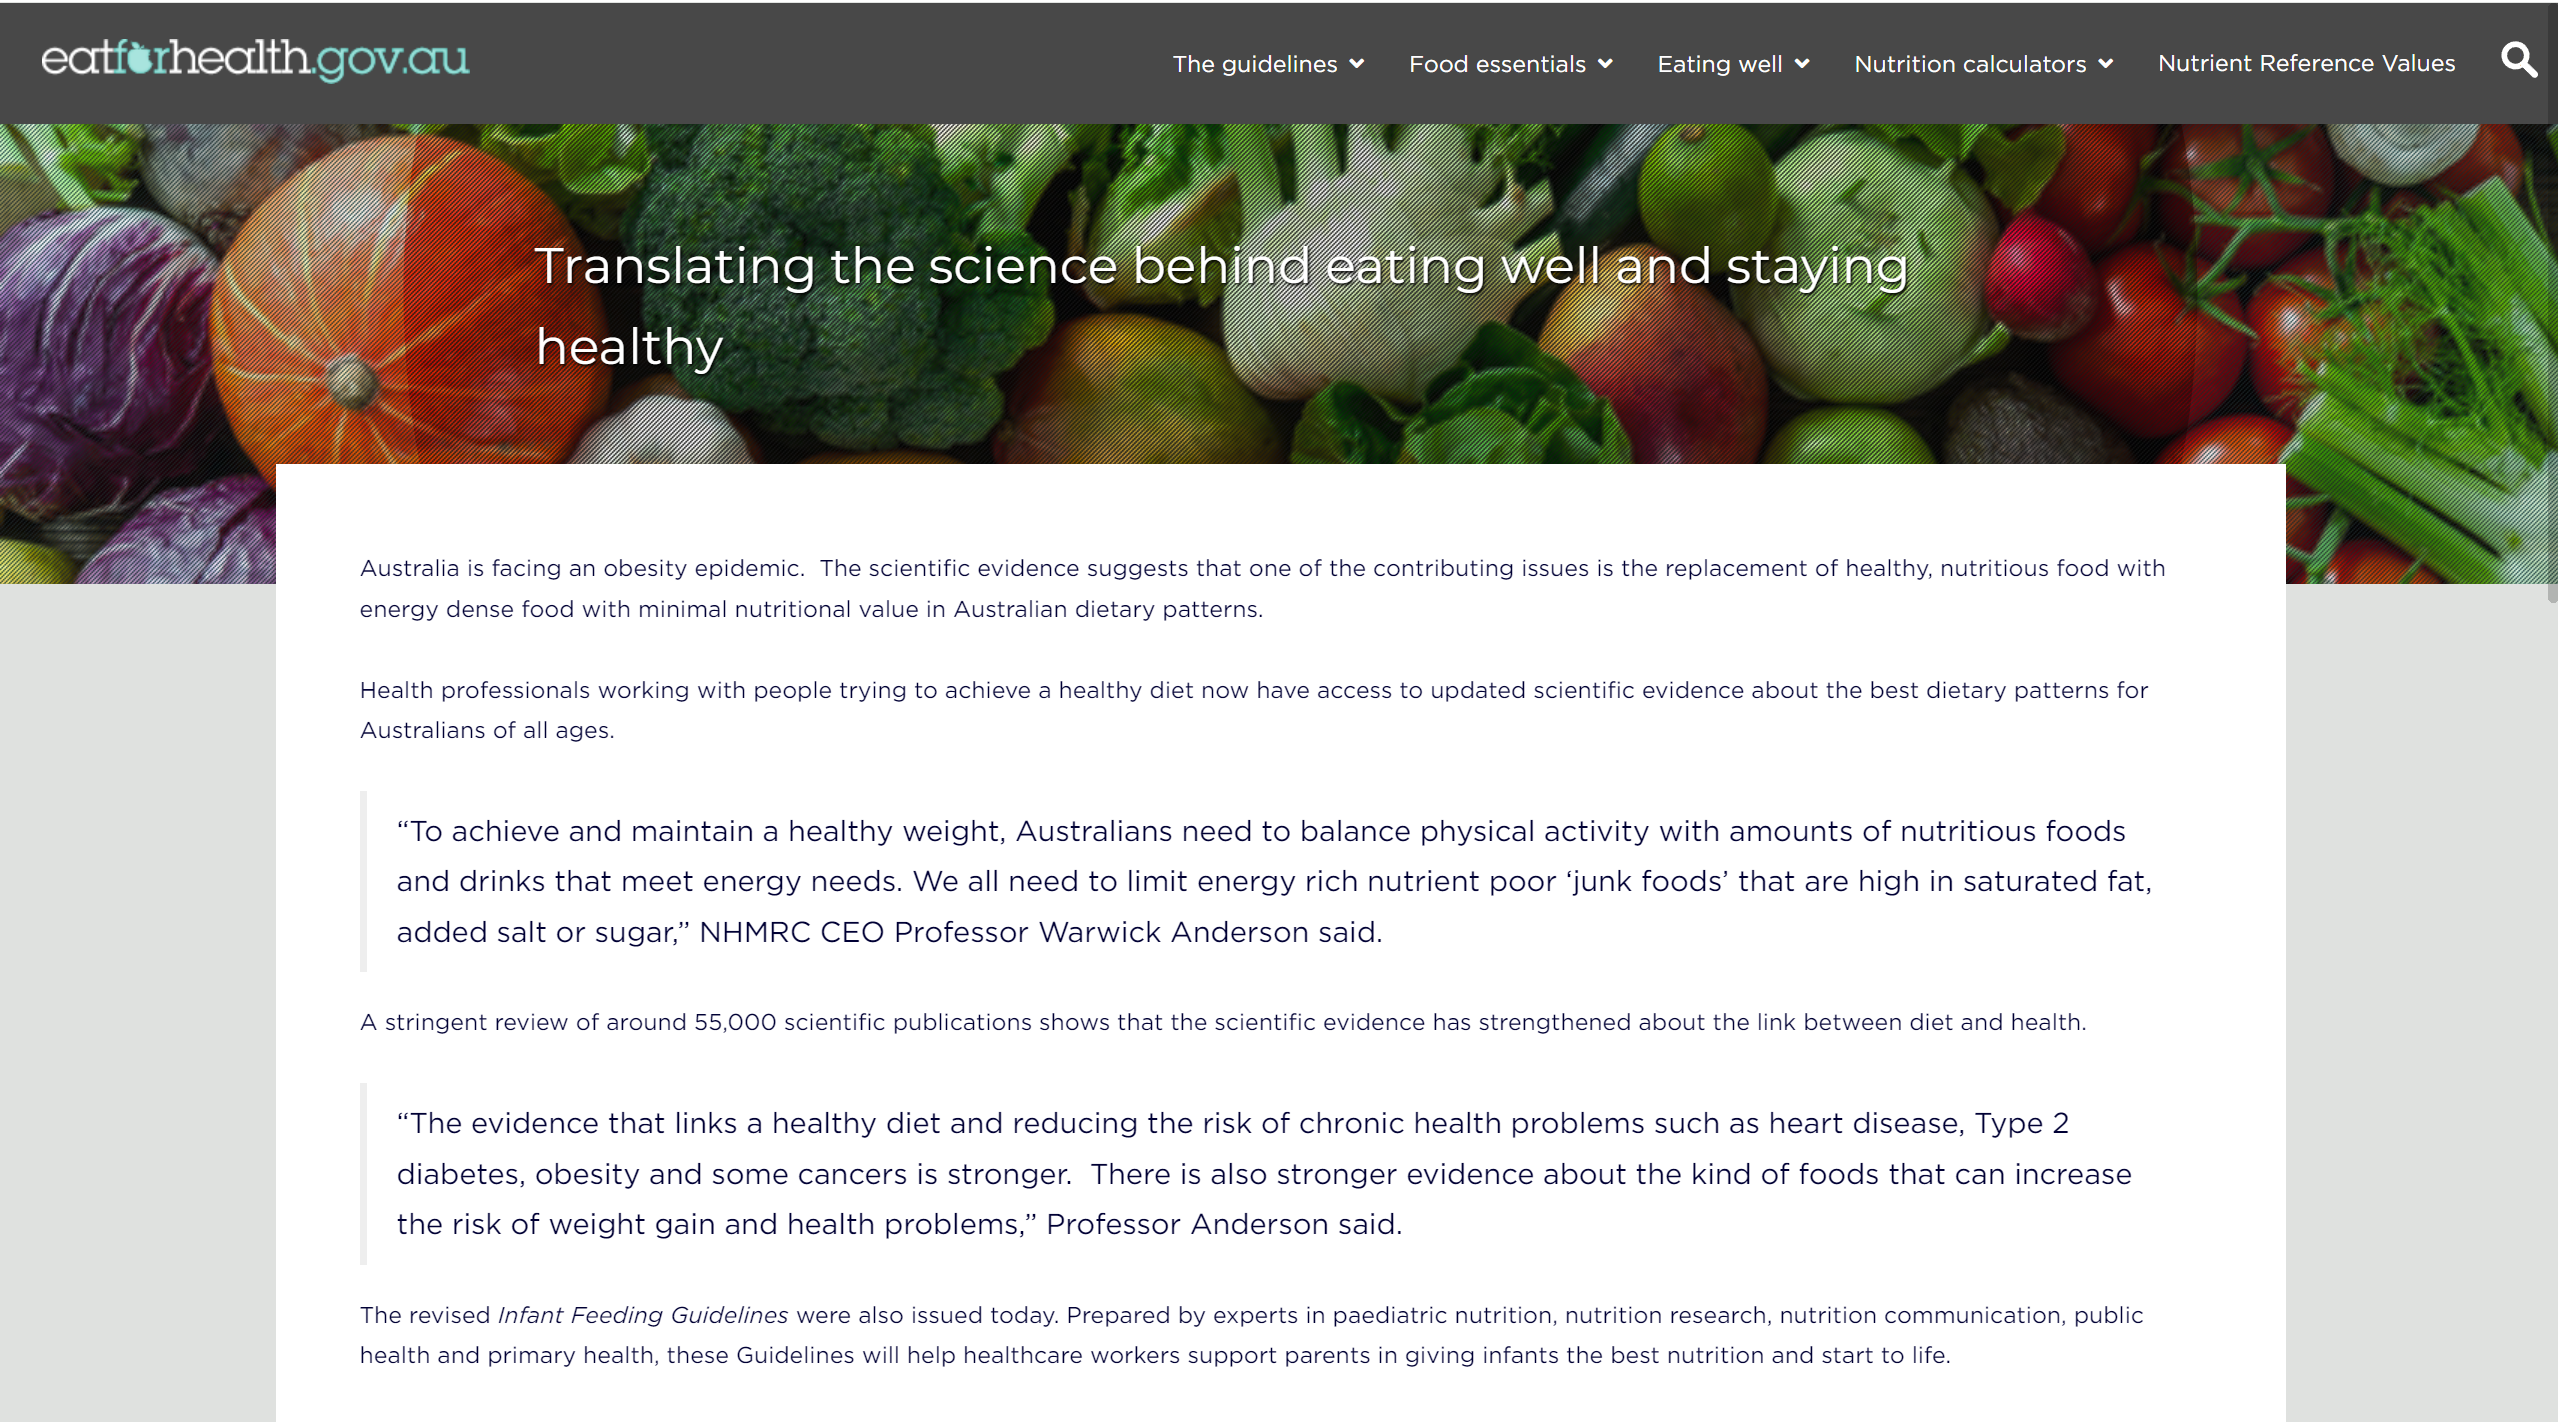 eatforhealth.gov.au
The guidelines
Food essentials
Eating well
Nutrition calculators
Nutrient Reference Values
Translating the science behind eating well and staying
healthy
Australia is facing an obesity epidemic.  The scientific evidence suggests that one of the contributing issues is the replacement of healthy, nutritious food with
energy dense food with minimal nutritional value in Australian dietary patterns.
Health professionals working with people trying to achieve a healthy diet now have access to updated scientific evidence about the best dietary patterns for
Australians of all ages.
“To achieve and maintain a healthy weight, Australians need to balance physical activity with amounts of nutritious foods
and drinks that meet energy needs. We all need to limit energy rich nutrient poor ‘junk foods’ that are high in saturated fat,
added salt or sugar,” NHMRC CEO Professor Warwick Anderson said.
A stringent review of around 55,000 scientific publications shows that the scientific evidence has strengthened about the link between diet and health.
“The evidence that links a healthy diet and reducing the risk of chronic health problems such as heart disease, Type 2
diabetes, obesity and some cancers is stronger.  There is also stronger evidence about the kind of foods that can increase
the risk of weight gain and health problems,” Professor Anderson said.
The revised Infant Feeding Guidelines were also issued today. Prepared by experts in paediatric nutrition, nutrition research, nutrition communication, public
health and primary health, these Guidelines will help healthcare workers support parents in giving infants the best nutrition and start to life.